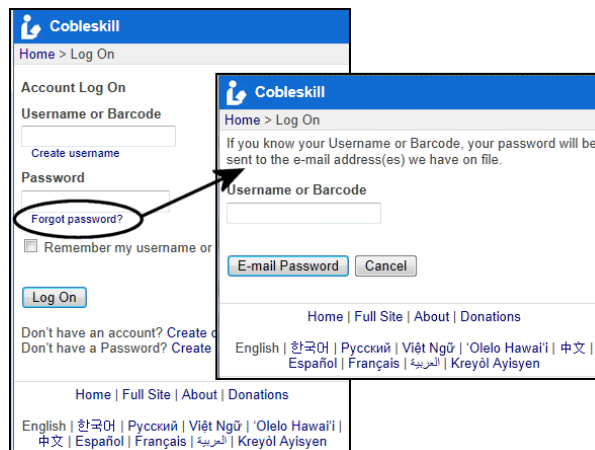 Cobleskill
Home > Log On
Account Log On
Username or Barcode
Create username
Password
Forgot password?
Remember my username or
Log On
Don't have an account? Create
Don't have a Password? Create
Home | Full Site | About | Donations
English | 한국어 | Русский | Việt Ngữ | 'Olelo Hawai'i |
中文 | Español | Français | العربية | Kreyòl Ayisyen
Cobleskill
Home > Log On
If you know your Username or Barcode, your password will be
sent to the e-mail address(es) we have on file.
Username or Barcode
E-mail Password Cancel
Home | Full Site | About | Donations
English | 한국어 | Русский | Việt Ngữ | 'Olelo Hawai'i | 中文 |
Español | Français | العربية | Kreyòl Ayisyen